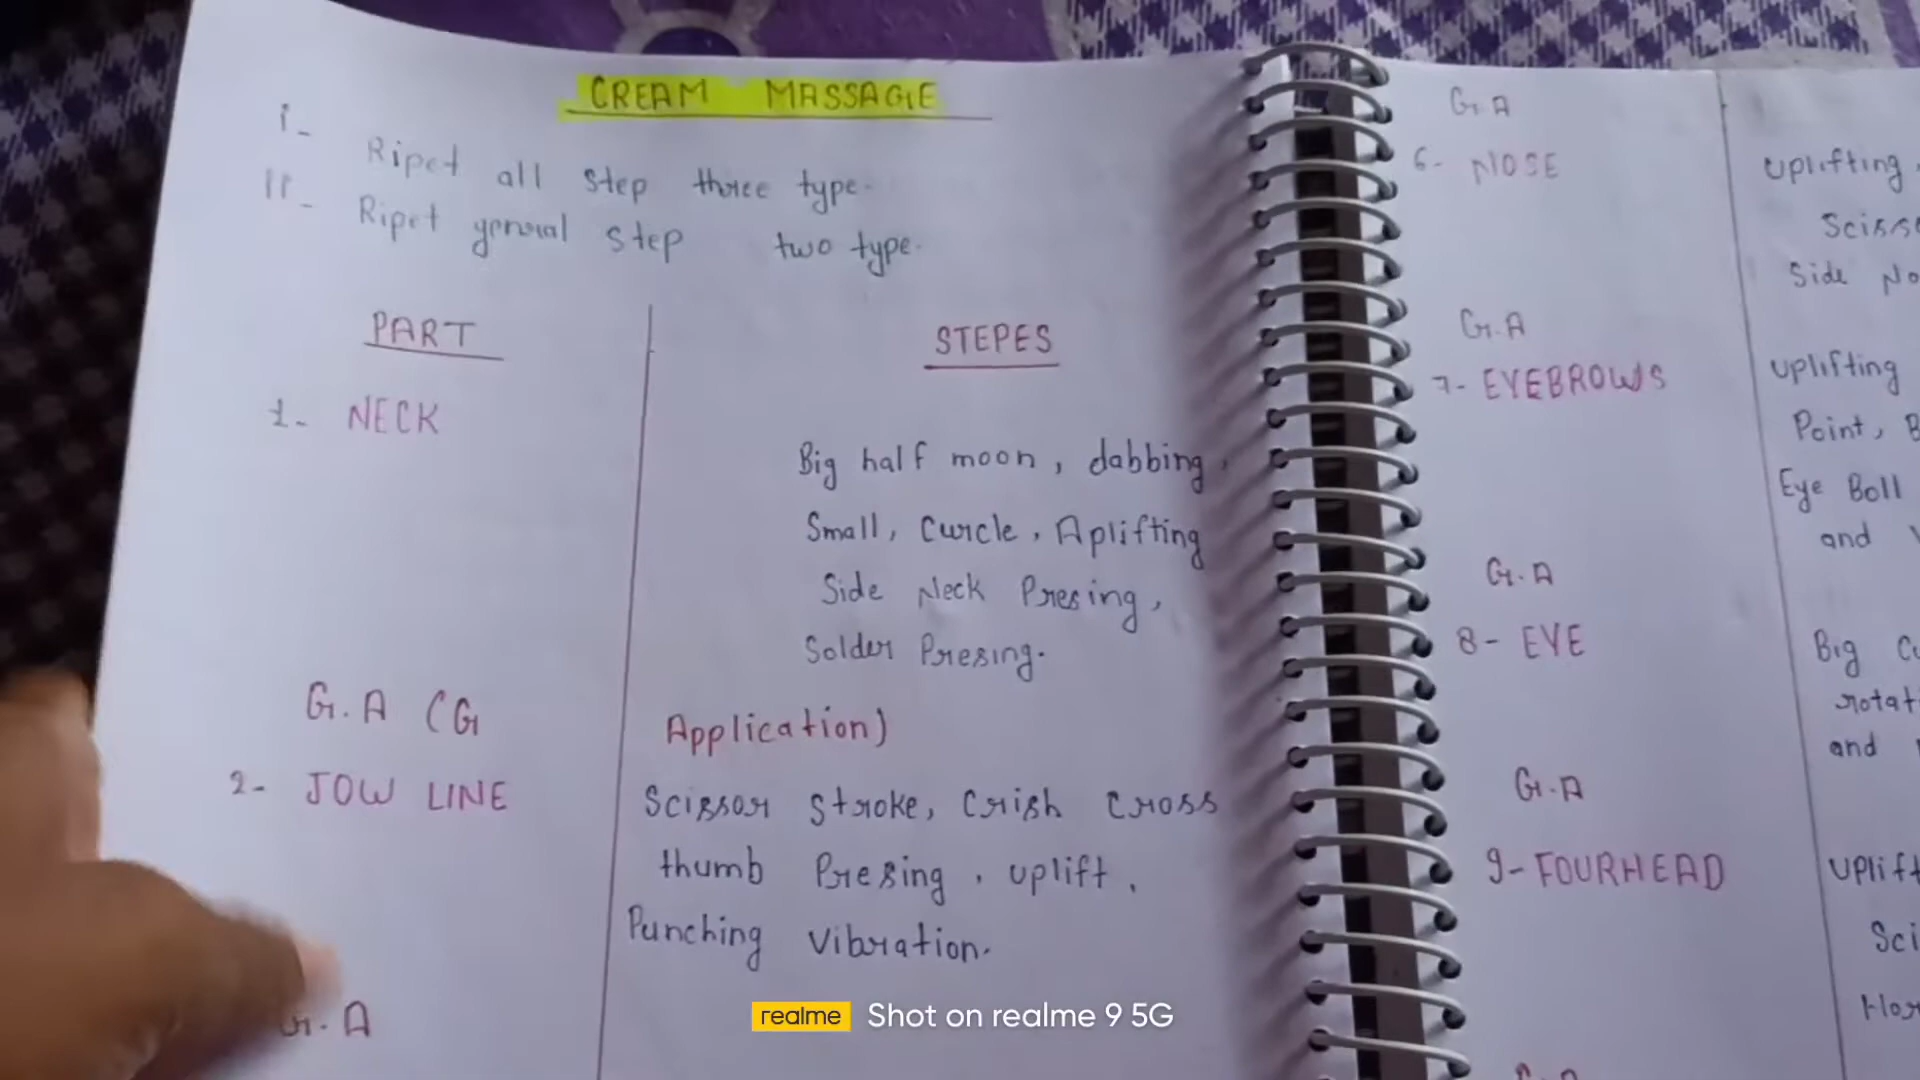 CREAM MASSAGE
i- Ripet all step three type.
ii- Ripet genral step two type.
PART STEPES
1- NECK
Big half moon, dabbing,
Small, Curcle, Aplifting
Side Neck Presing,
Solder Presing.
G.A (G Application)
2- JOW LINE Scissor stroke, Crish Cross
thumb Presing, uplift,
Punching Vibration.
G.A
G.A
6- NOSE
Uplifting
Side
G.A
7- EYEBROWS
uplifting
Point,
Eye Boll
and
G.A
8- EYE
Big
and
G.A
9- FOURHEAD
realme Shot on realme 9 5G